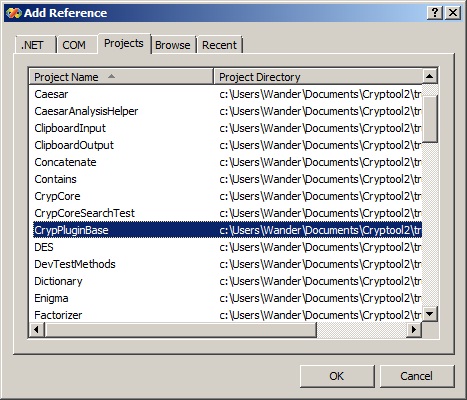 Add Reference
.NET COM Projects Browse Recent
Project Name Project Directory
Caesar c:\Users\Wander\Documents\Cryptool2\tr
CaesarAnalysisHelper c:\Users\Wander\Documents\Cryptool2\tr
ClipboardInput c:\Users\Wander\Documents\Cryptool2\tr
ClipboardOutput c:\Users\Wander\Documents\Cryptool2\tr
Concatenate c:\Users\Wander\Documents\Cryptool2\tr
Contains c:\Users\Wander\Documents\Cryptool2\tr
CrypCore c:\Users\Wander\Documents\Cryptool2\tr
CrypCoreSearchTest c:\Users\Wander\Documents\Cryptool2\tr
CrypPluginBase c:\Users\Wander\Documents\Cryptool2\tr
DES c:\Users\Wander\Documents\Cryptool2\tr
DevTestMethods c:\Users\Wander\Documents\Cryptool2\tr
Dictionary c:\Users\Wander\Documents\Cryptool2\tr
Enigma c:\Users\Wander\Documents\Cryptool2\tr
Factorizer c:\Users\Wander\Documents\Cryptool2\tr
OK Cancel